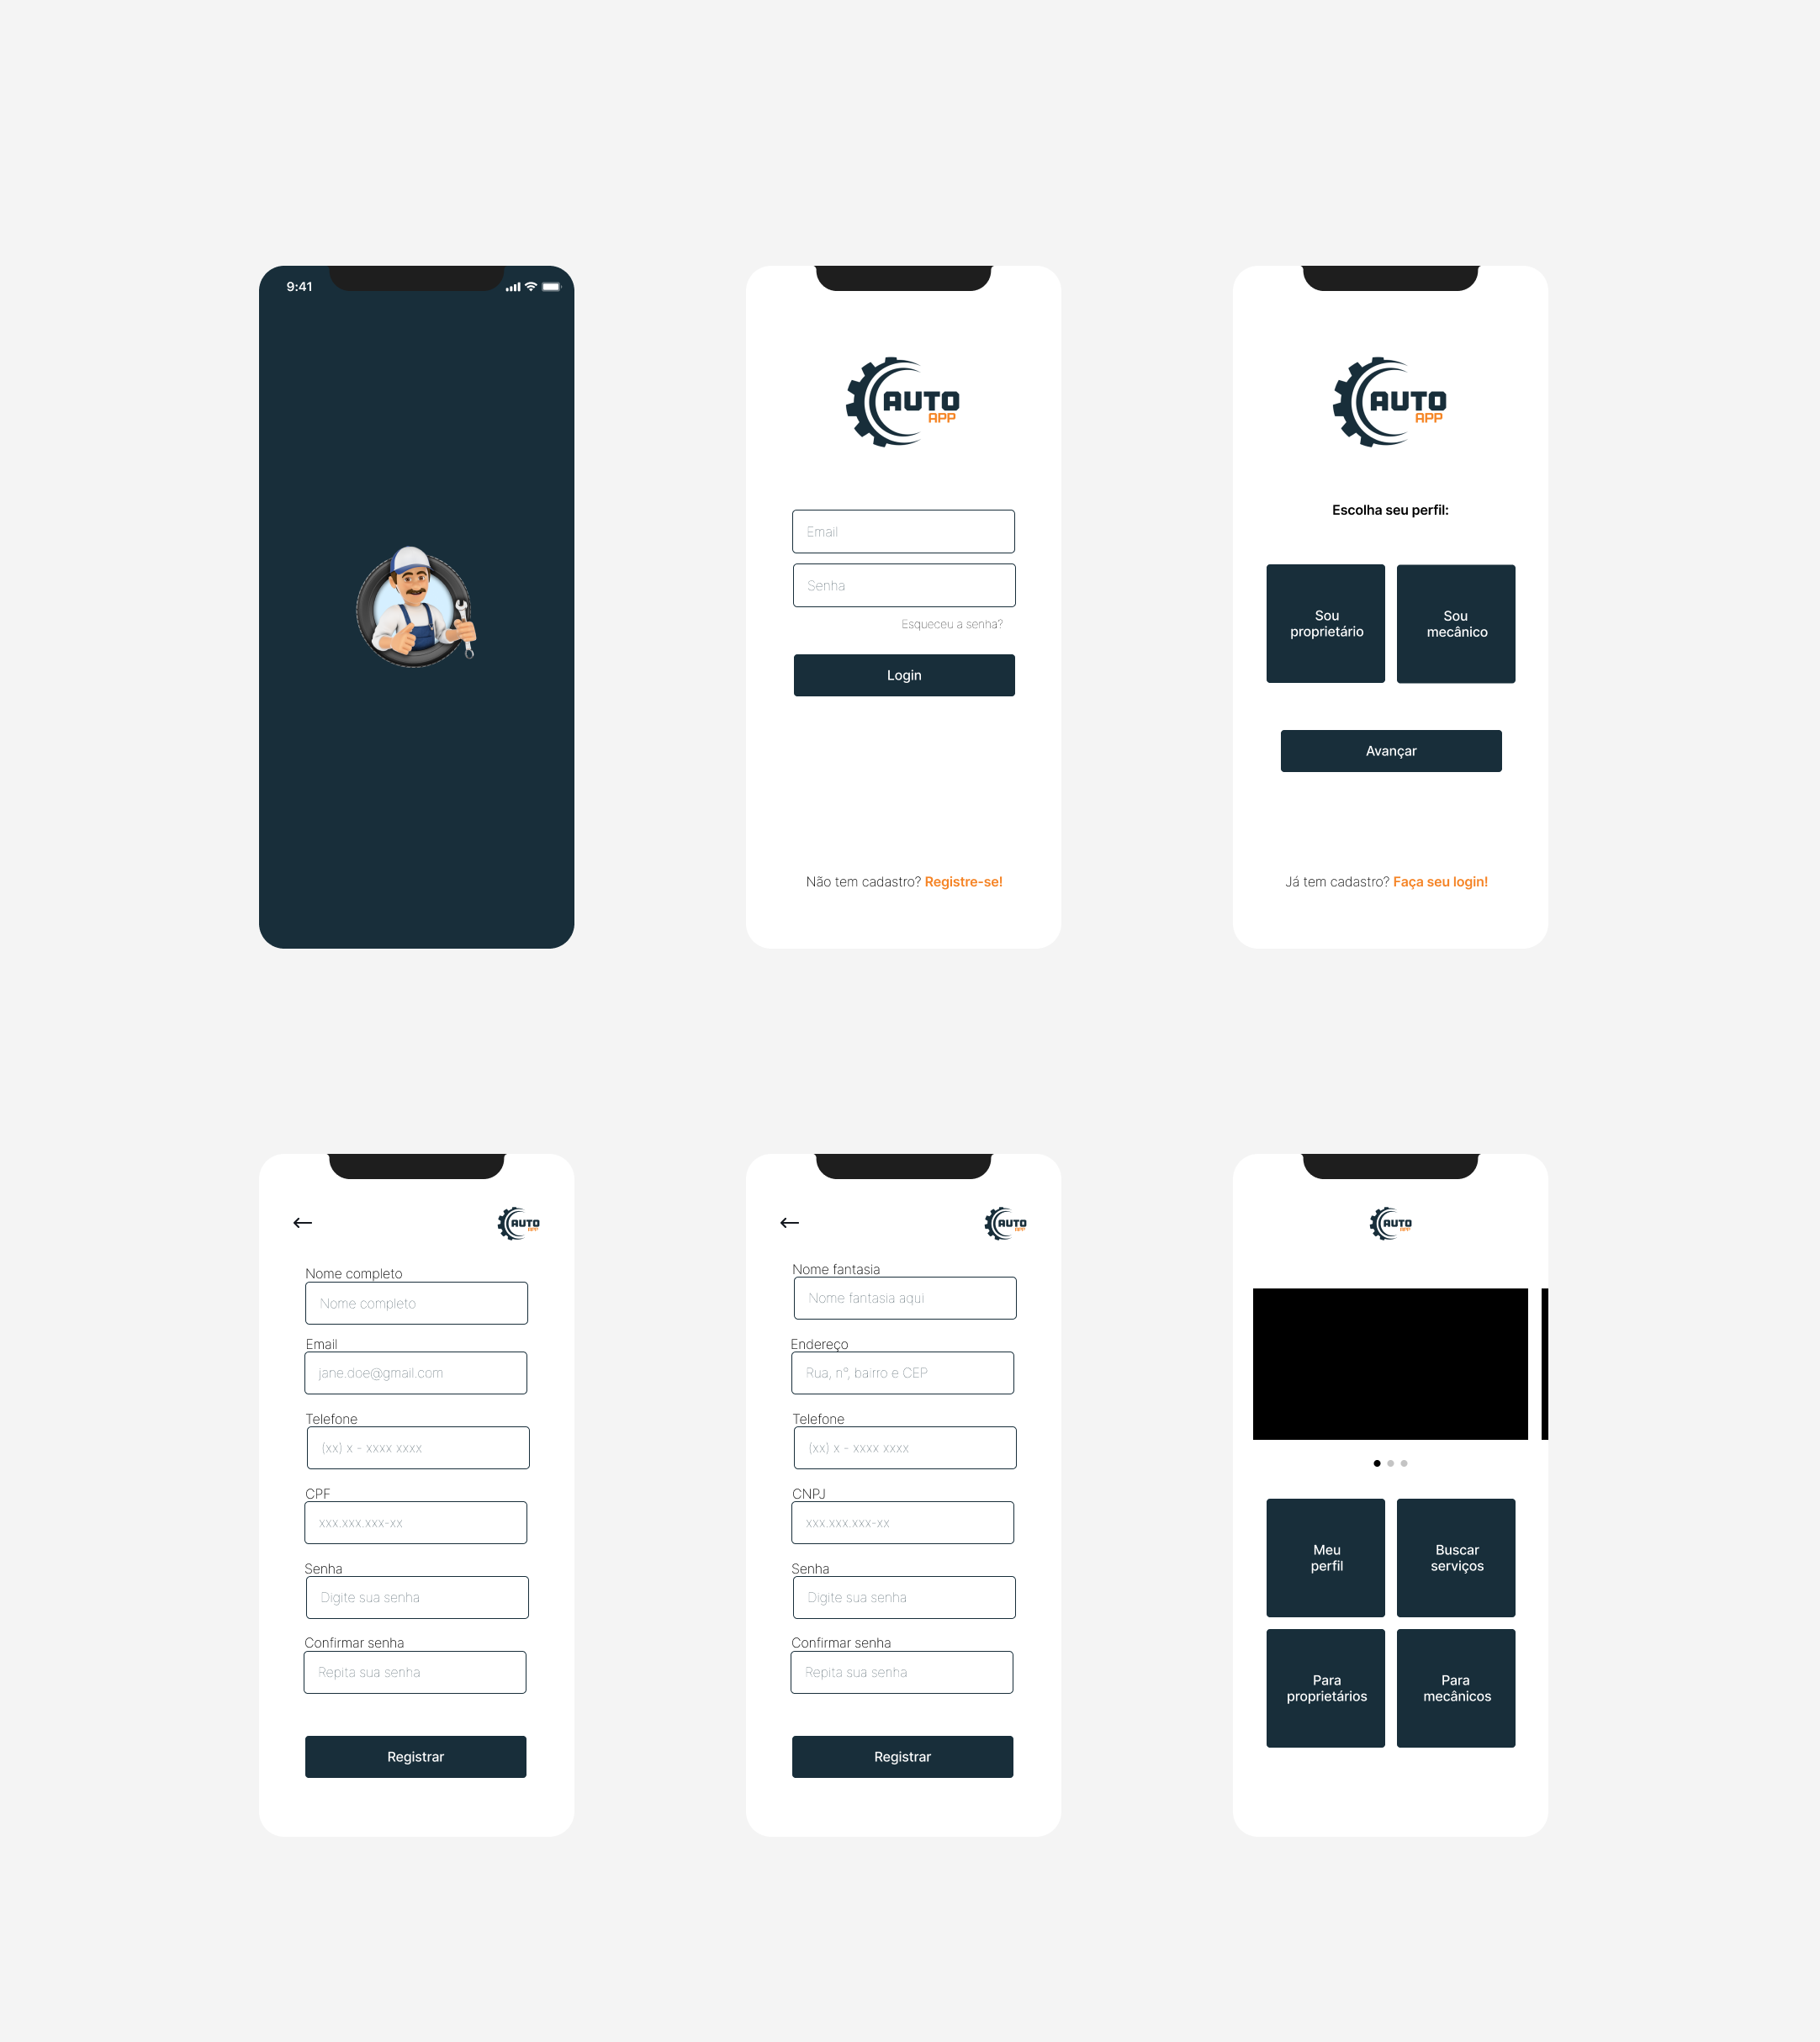 9:41
AUTO
APP
Email
Senha
Esqueceu a senha?
Login
Não tem cadastro? Registre-se!
AUTO
APP
Escolha seu perfil:
Sou
proprietário
Sou
mecânico
Avançar
Já tem cadastro? Faça seu login!
AUTO
APP
Nome completo
Nome completo
Email
jane.doe@gmail.com
Telefone
(xx) x - xxxx xxxx
CPF
xxx.xxx.xxx-xx
Senha
Digite sua senha
Confirmar senha
Repita sua senha
Registrar
AUTO
APP
Nome fantasia
Nome fantasia aqui
Endereço
Rua, nº, bairro e CEP
Telefone
(xx) x - xxxx xxxx
CNPJ
xxx.xxx.xxx-xx
Senha
Digite sua senha
Confirmar senha
Repita sua senha
Registrar
AUTO
APP
Meu
perfil
Buscar
serviços
Para
proprietários
Para
mecânicos